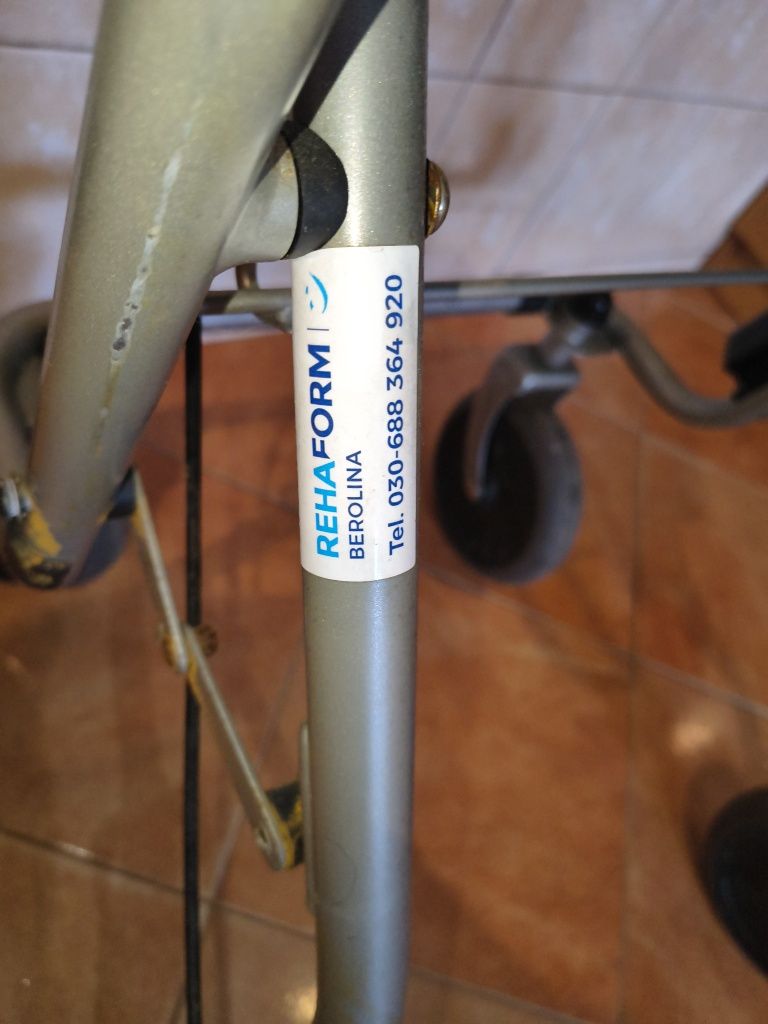 REHAFORM
BEROLINA
Tel. 030-688 364 920